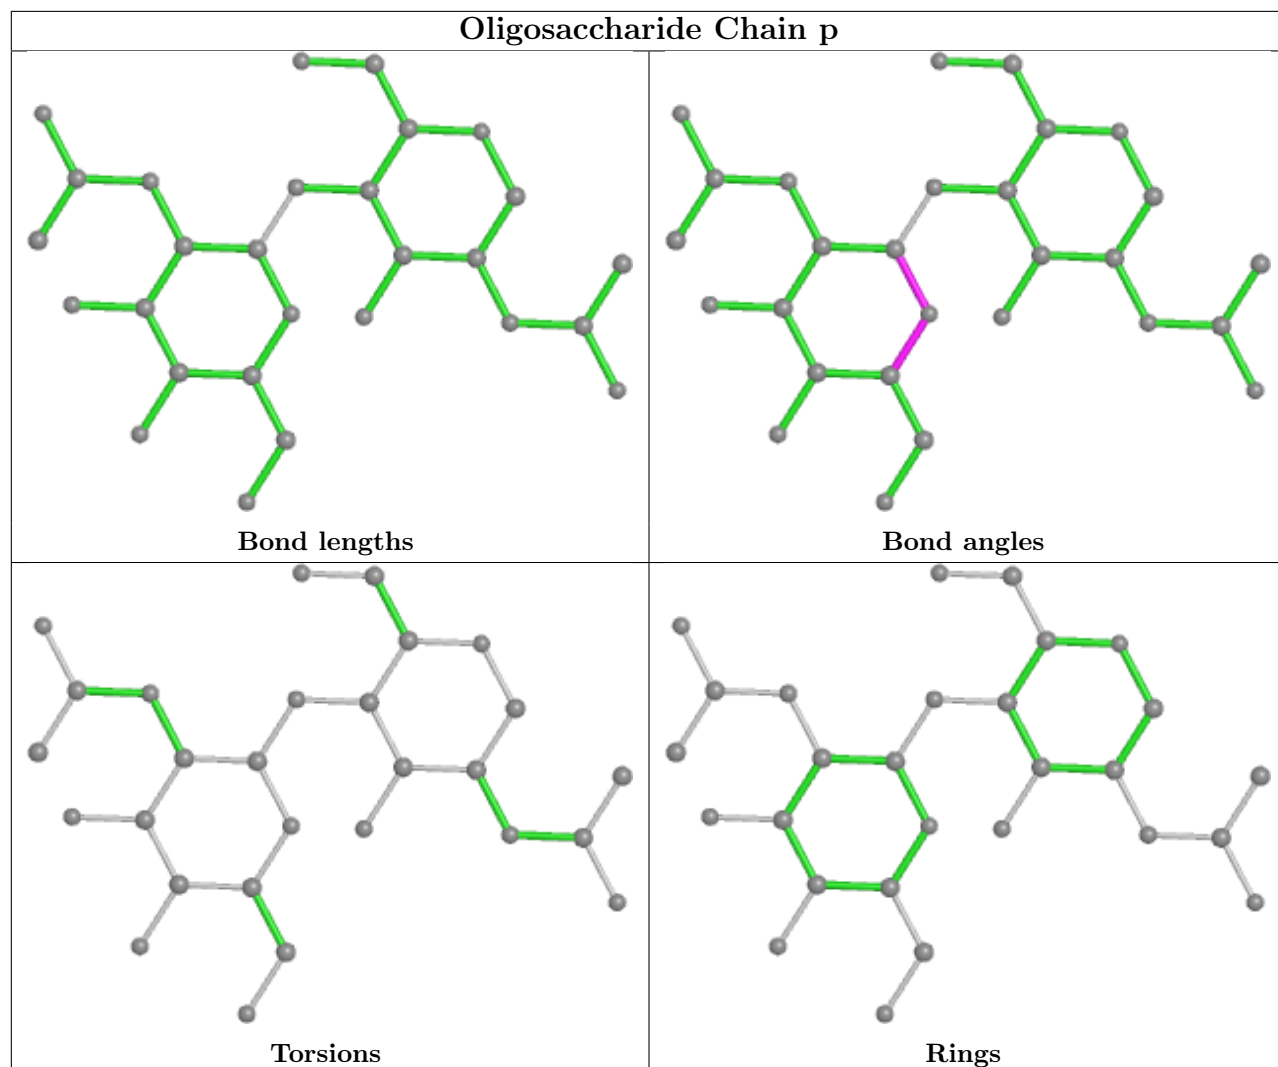 Oligosaccharide Chain p
Bond lengths
Bond angles
Torsions
Rings